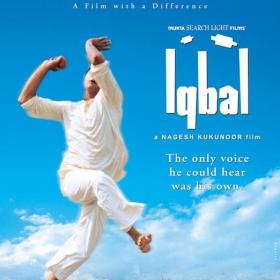 A Film with a Difference
MUKTA SEARCH LIGHT FILMS'
Iqbal
a NAGESH KUKUNOOR film
The only voice
he could hear
was his own.